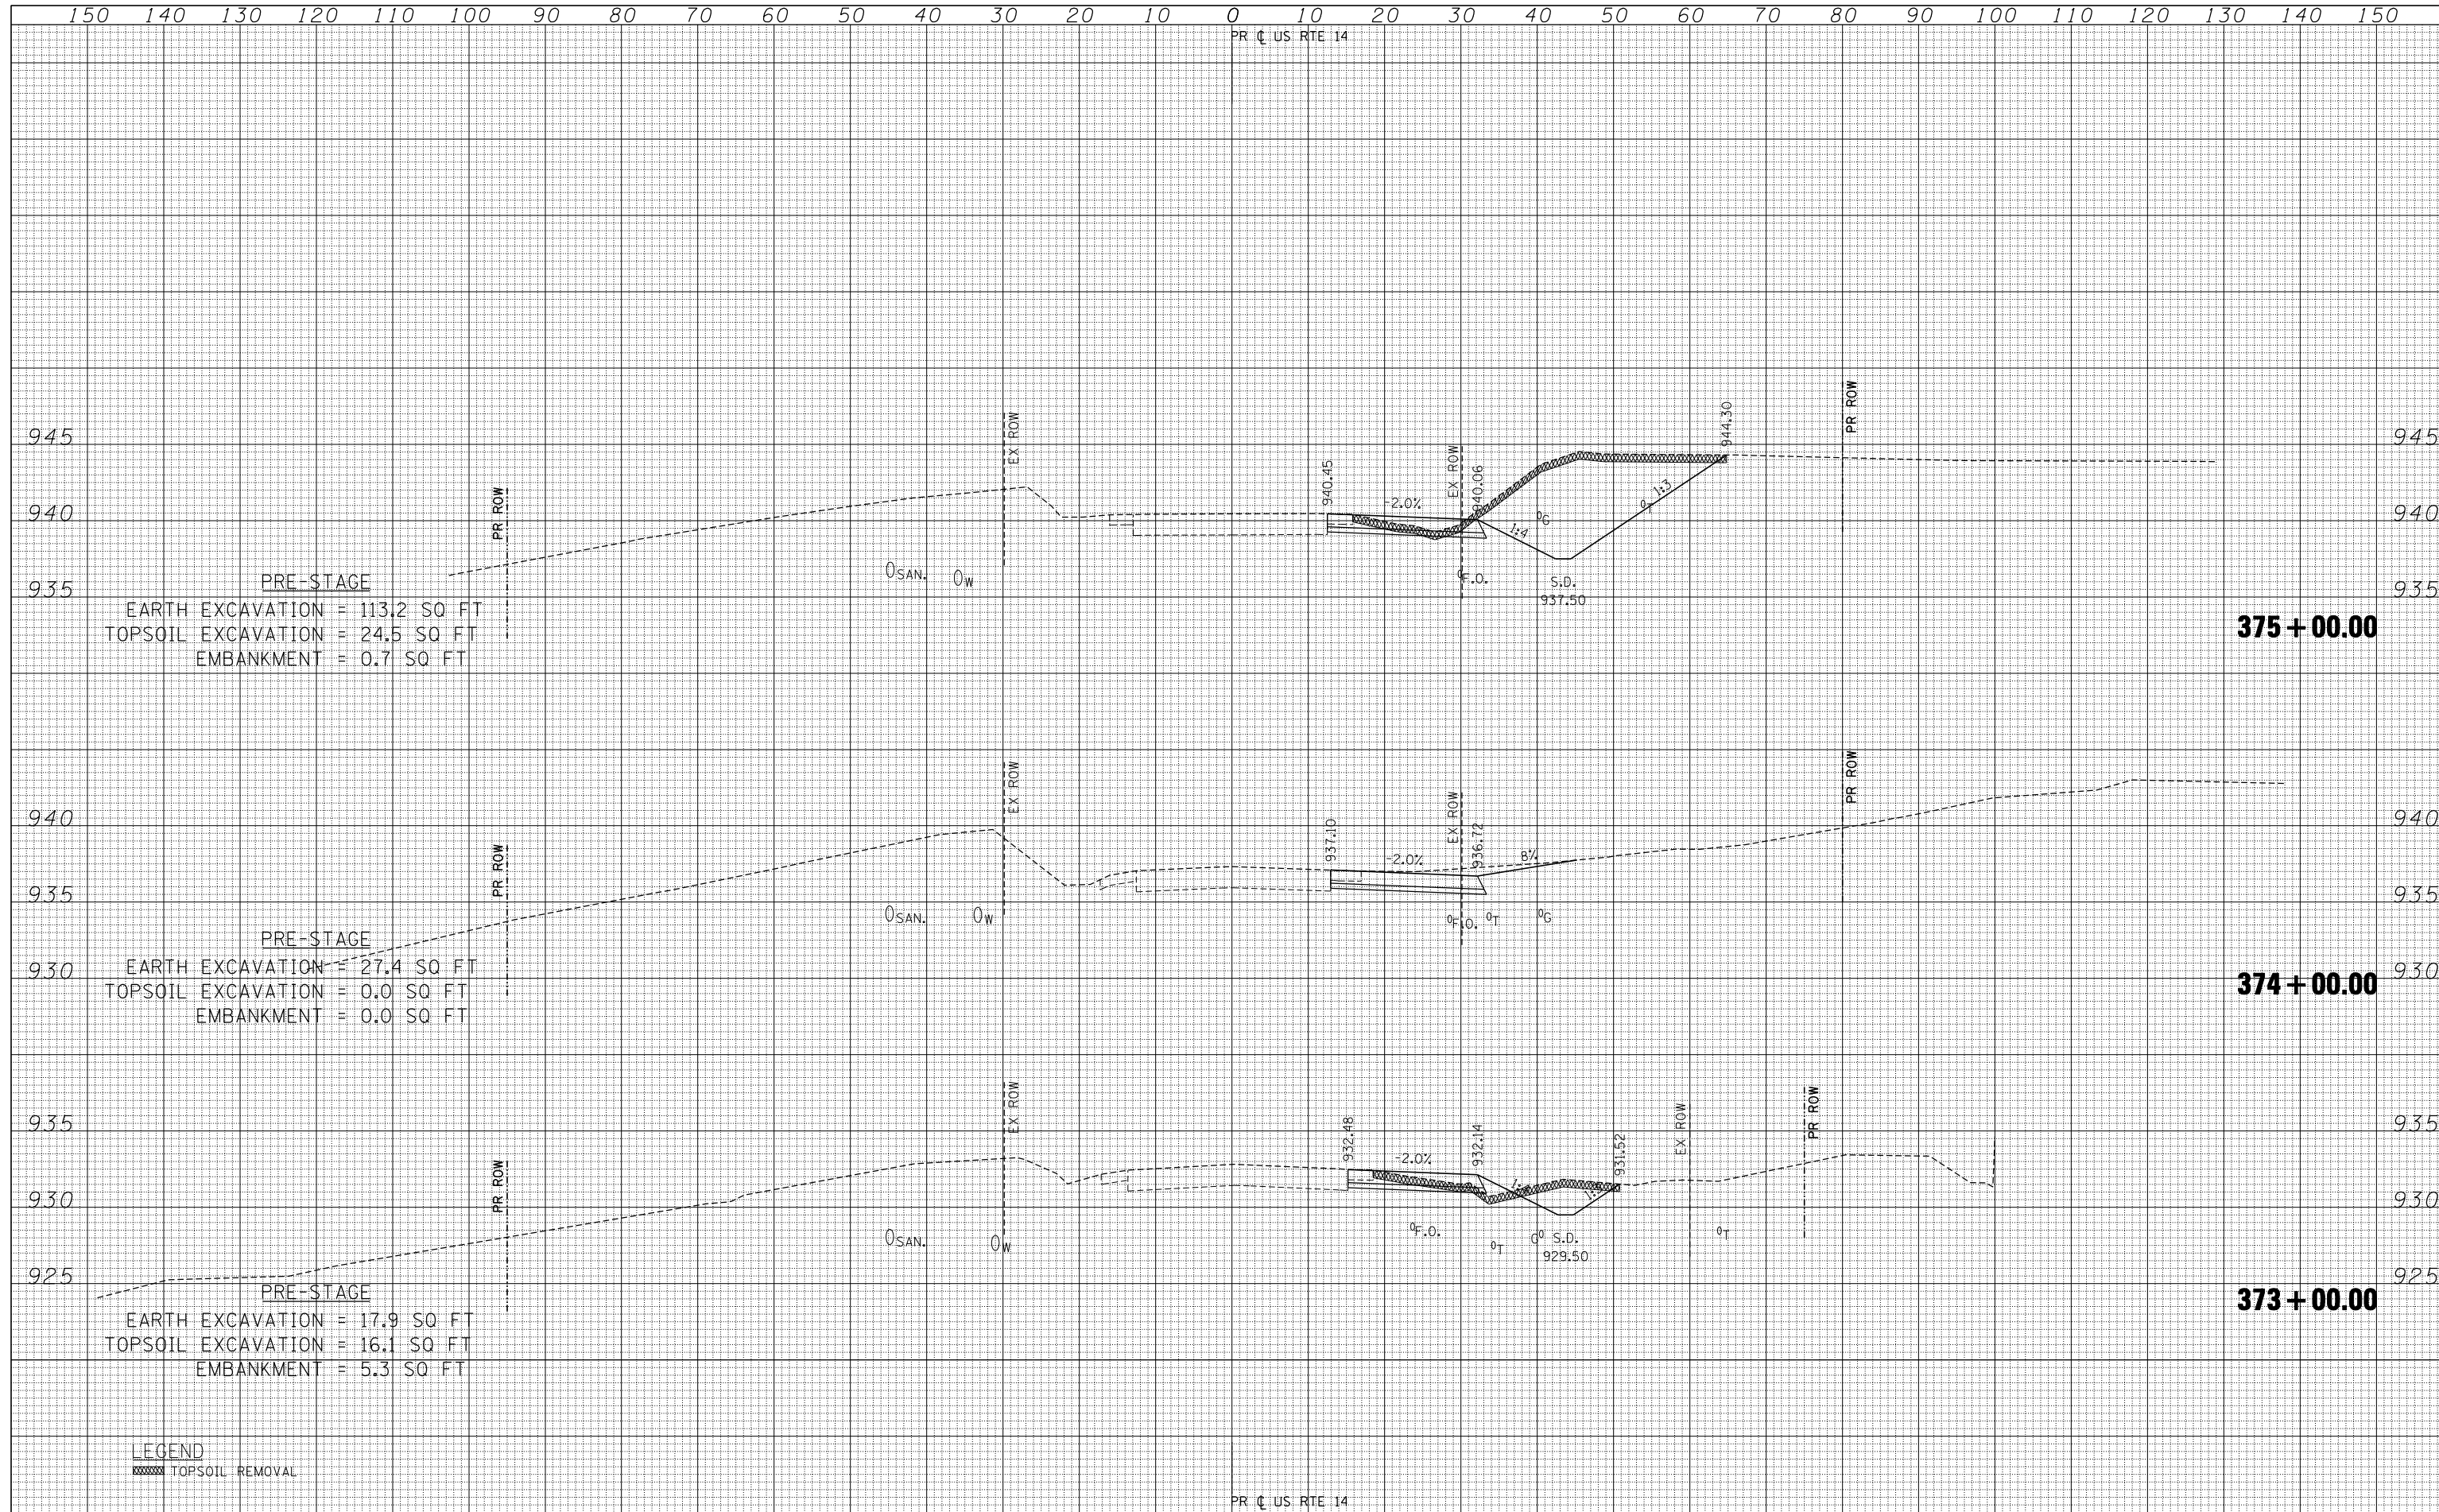 150 140 130 120 110 100 90 80 70 60 50 40 30 20 10 0 10 20 30 40 50 60 70 80 90 100 110 120 130 140 150
PR ℄ US RTE 14
945
940
935
EX ROW
PR ROW
940.45
-2.0%
EX ROW
940.06
1:4
G
T
1:3
944.30
PR ROW
945
940
935
SAN.
W
F.O.
S.D.
937.50
PRE-STAGE
EARTH EXCAVATION = 113.2 SQ FT
TOPSOIL EXCAVATION = 24.5 SQ FT
EMBANKMENT = 0.7 SQ FT
375+00.00
940
935
930
EX ROW
PR ROW
937.10
-2.0%
EX ROW
936.72
8%
PR ROW
940
935
930
SAN.
W
F.O.
T
G
PRE-STAGE
EARTH EXCAVATION = 27.4 SQ FT
TOPSOIL EXCAVATION = 0.0 SQ FT
EMBANKMENT = 0.0 SQ FT
374+00.00
935
930
925
EX ROW
PR ROW
932.48
-2.0%
932.14
931.52
EX ROW
PR ROW
935
930
925
SAN.
W
F.O.
T
G
S.D.
929.50
T
PRE-STAGE
EARTH EXCAVATION = 17.9 SQ FT
TOPSOIL EXCAVATION = 16.1 SQ FT
EMBANKMENT = 5.3 SQ FT
373+00.00
LEGEND
TOPSOIL REMOVAL
PR ℄ US RTE 14